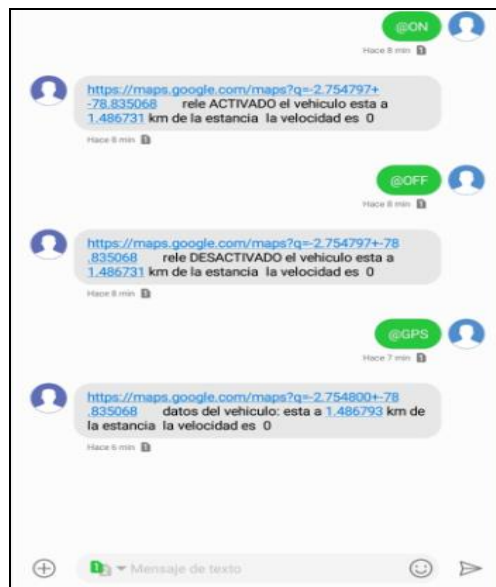 @ON
Hace 8 min 1
https://maps.google.com/maps?q=-2.754797+
-78.835068 rele ACTIVADO el vehiculo esta a
1.486731 km de la estancia la velocidad es 0
Hace 8 min
@OFF
Hace 8 min 1
https://maps.google.com/maps?q=-2.754797+-78
.835068 rele DESACTIVADO el vehiculo esta a
1.486731 km de la estancia la velocidad es 0
Hace 8 min
@GPS
Hace 7 min 1
https://maps.google.com/maps?q=-2.754800+-78
.835068 datos del vehiculo: esta a 1.486793 km de
la estancia la velocidad es 0
Hace 6 min
1 Mensaje de texto